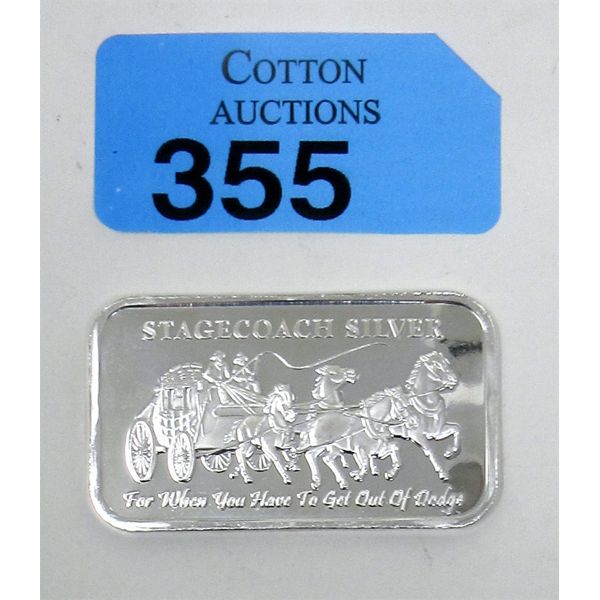 COTTON
AUCTIONS
355
STAGECOACH SILVER
For When You Have To Get Out Of Dodge